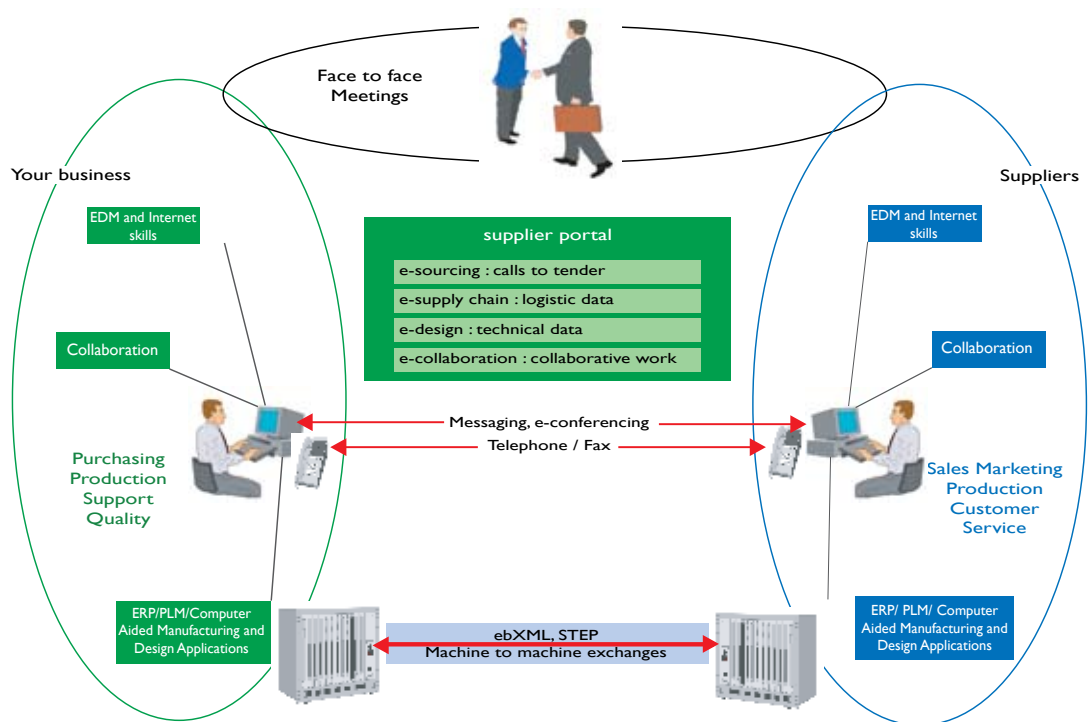 Face to face
Meetings
Your business
Suppliers
EDM and Internet
skills
supplier portal
EDM and Internet
skills
e-sourcing : calls to tender
e-supply chain : logistic data
e-design : technical data
e-collaboration : collaborative work
Collaboration
Collaboration
Messaging, e-conferencing
Telephone / Fax
Purchasing
Production
Support
Quality
Sales Marketing
Production
Customer
Service
ERP/PLM/Computer
Aided Manufacturing and
Design Applications
ebXML, STEP
Machine to machine exchanges
ERP/ PLM/ Computer
Aided Manufacturing and
Design Applications